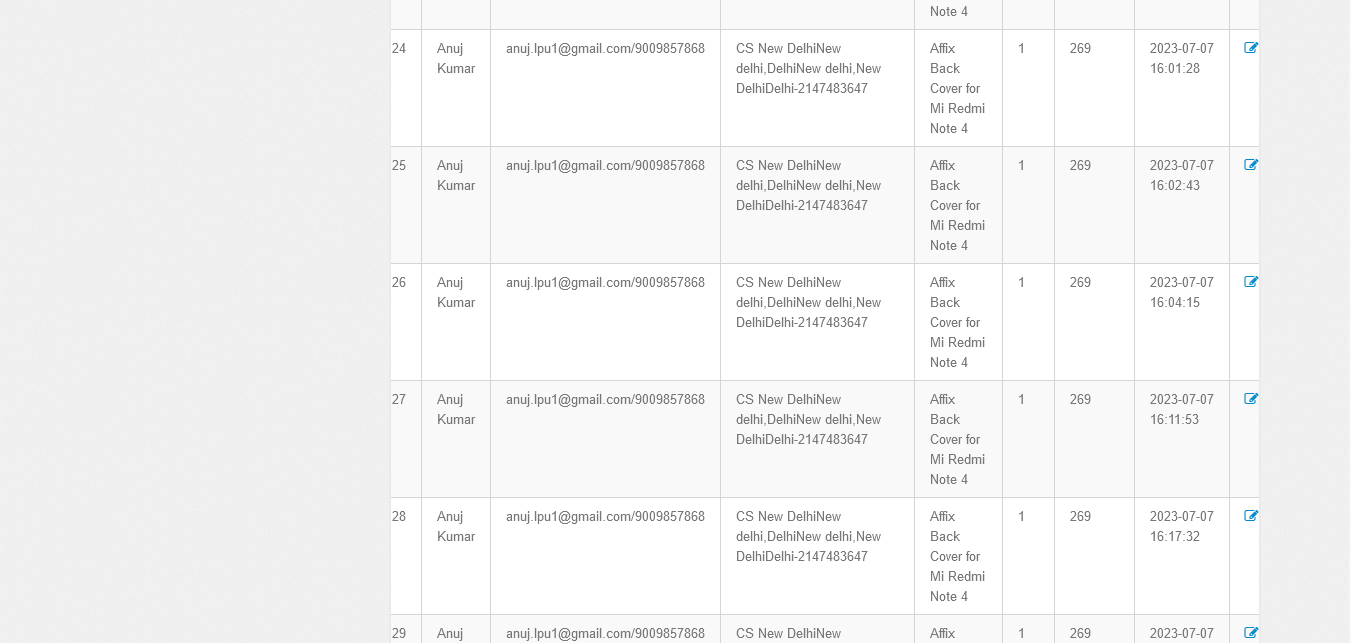 Note 4
24 Anuj anuj.lpu1@gmail.com/9009857868 CS New DelhiNew Affix 1 269 2023-07-07
Kumar delhi,DelhiNew delhi,New Back 16:01:28
DelhiDelhi-2147483647 Cover for
Mi Redmi
Note 4
25 Anuj anuj.lpu1@gmail.com/9009857868 CS New DelhiNew Affix 1 269 2023-07-07
Kumar delhi,DelhiNew delhi,New Back 16:02:43
DelhiDelhi-2147483647 Cover for
Mi Redmi
Note 4
26 Anuj anuj.lpu1@gmail.com/9009857868 CS New DelhiNew Affix 1 269 2023-07-07
Kumar delhi,DelhiNew delhi,New Back 16:04:15
DelhiDelhi-2147483647 Cover for
Mi Redmi
Note 4
27 Anuj anuj.lpu1@gmail.com/9009857868 CS New DelhiNew Affix 1 269 2023-07-07
Kumar delhi,DelhiNew delhi,New Back 16:11:53
DelhiDelhi-2147483647 Cover for
Mi Redmi
Note 4
28 Anuj anuj.lpu1@gmail.com/9009857868 CS New DelhiNew Affix 1 269 2023-07-07
Kumar delhi,DelhiNew delhi,New Back 16:17:32
DelhiDelhi-2147483647 Cover for
Mi Redmi
Note 4
29 Anuj anuj.lpu1@gmail.com/9009857868 CS New DelhiNew Affix 1 269 2023-07-07